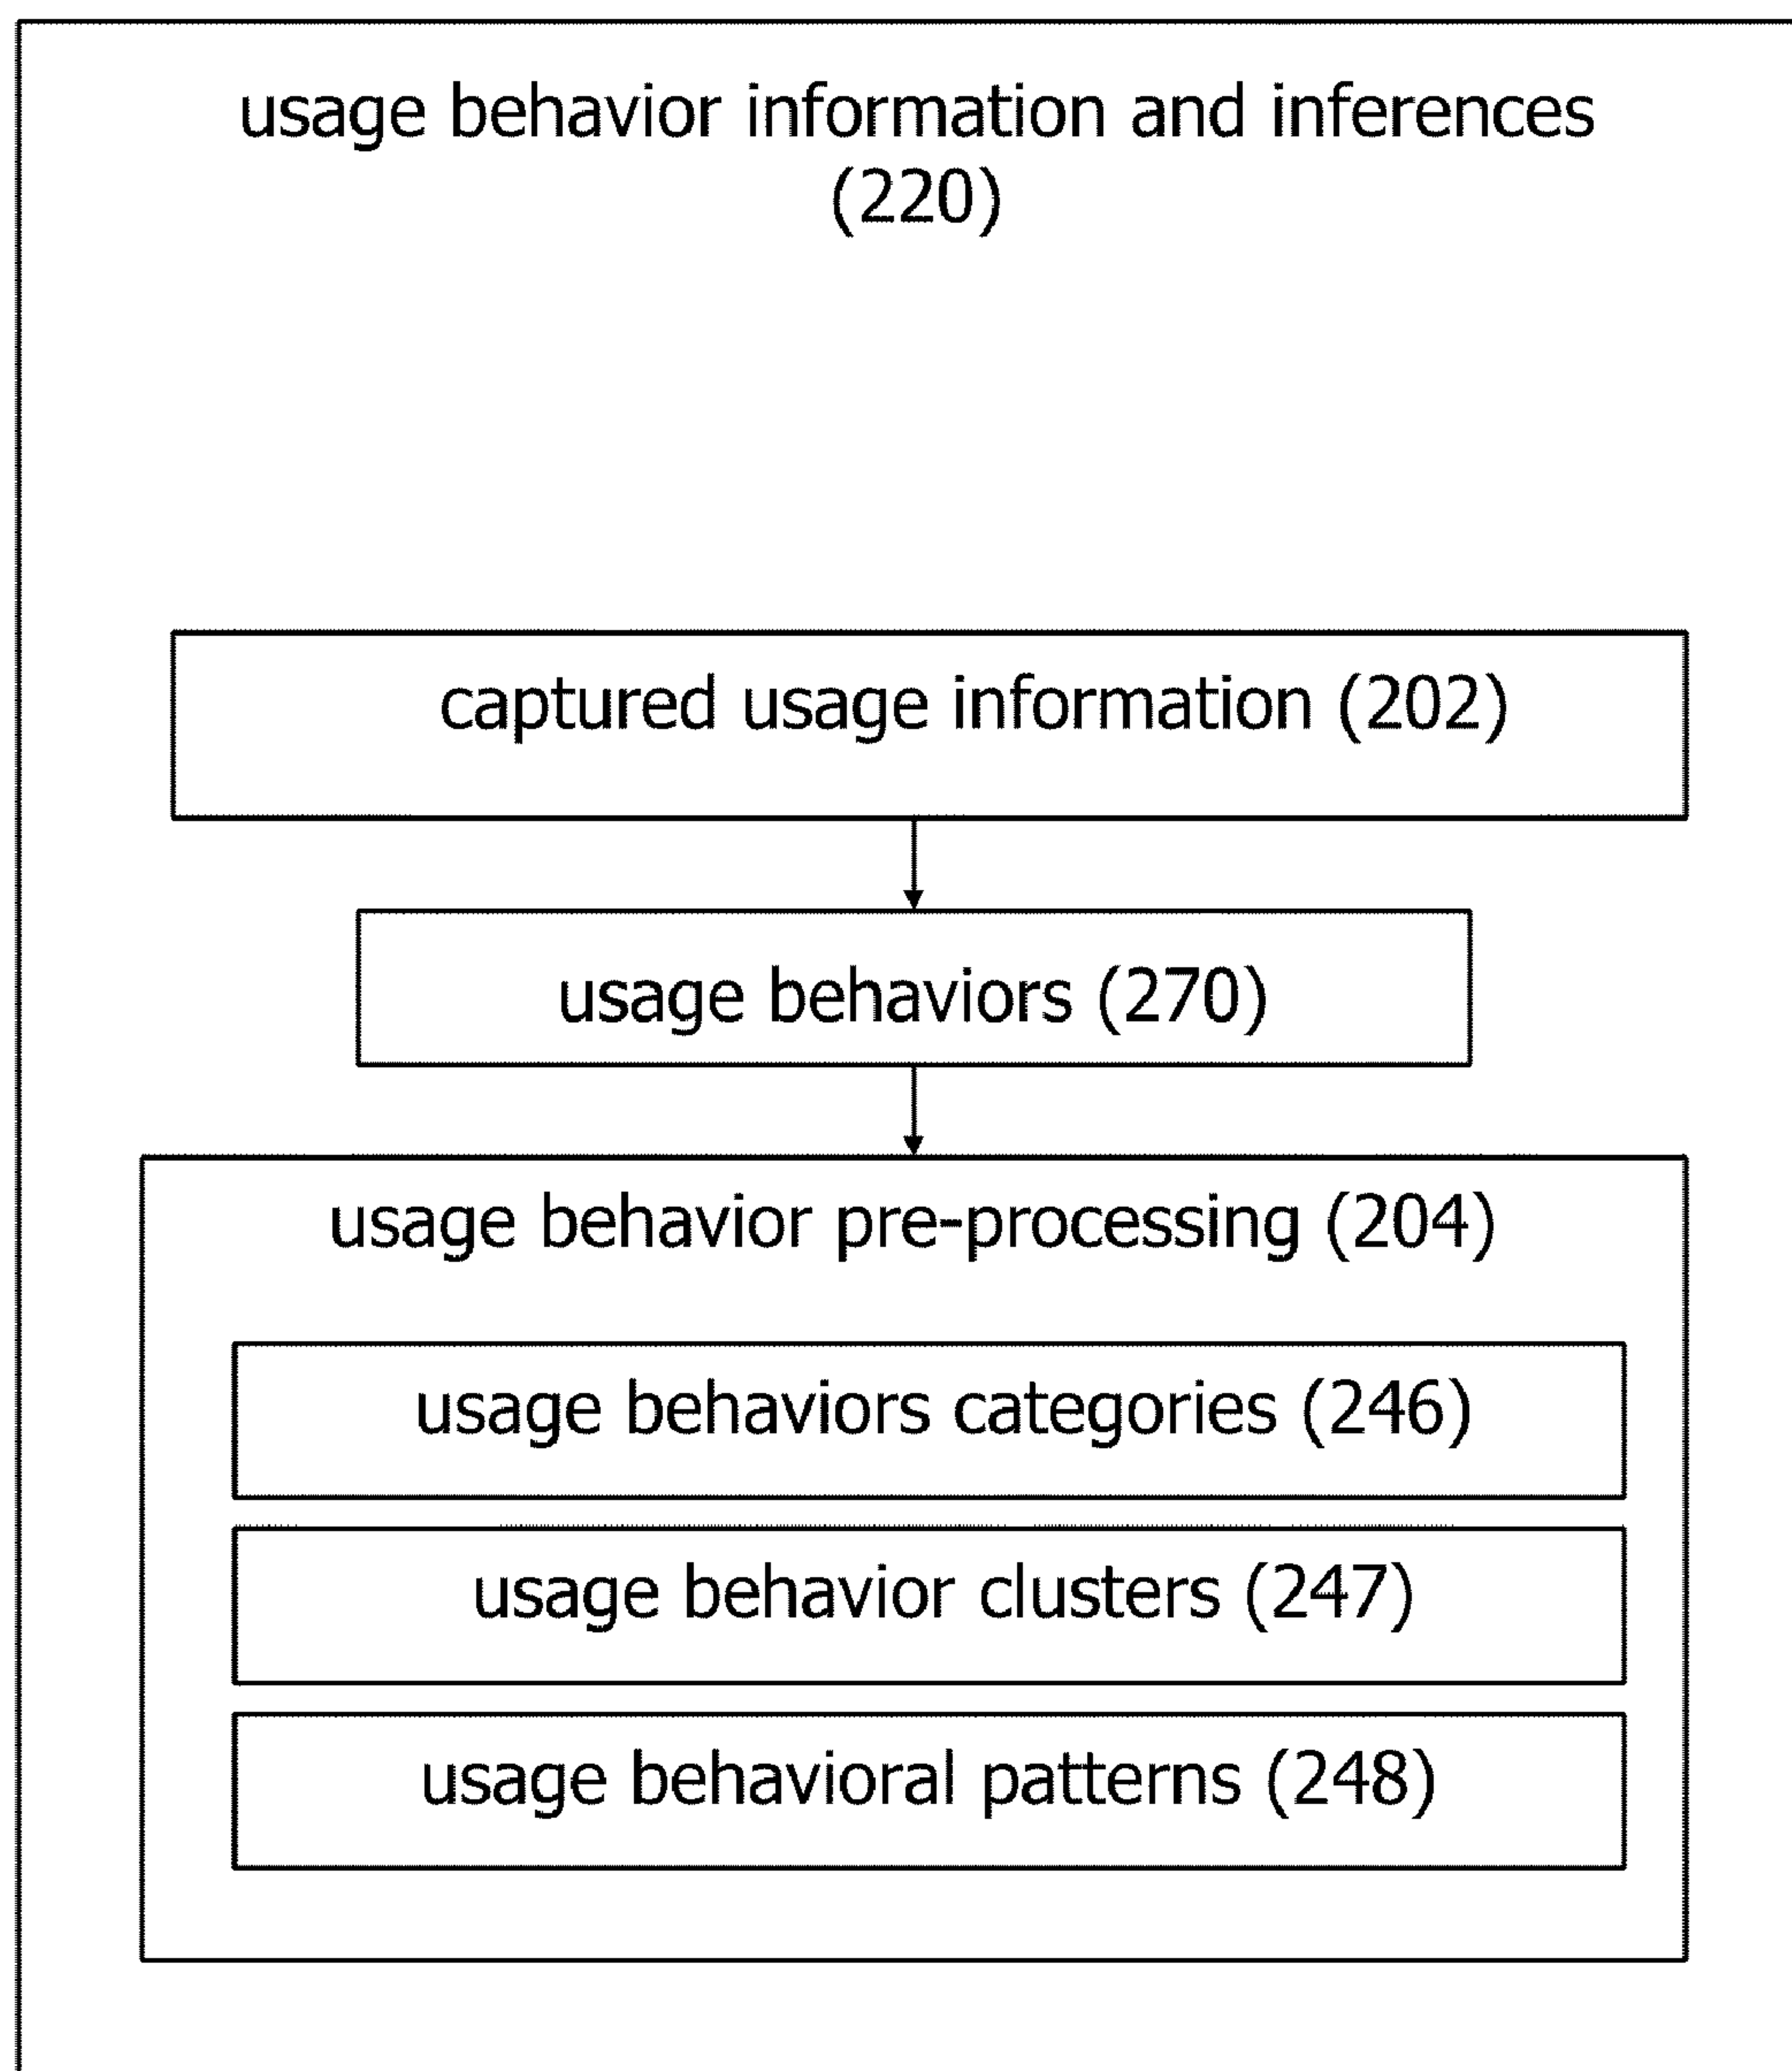 usage behavior information and inferences
(220)
captured usage information (202)
usage behaviors (270)
usage behavior pre-processing (204)
usage behaviors categories (246)
usage behavior clusters (247)
usage behavioral patterns (248)